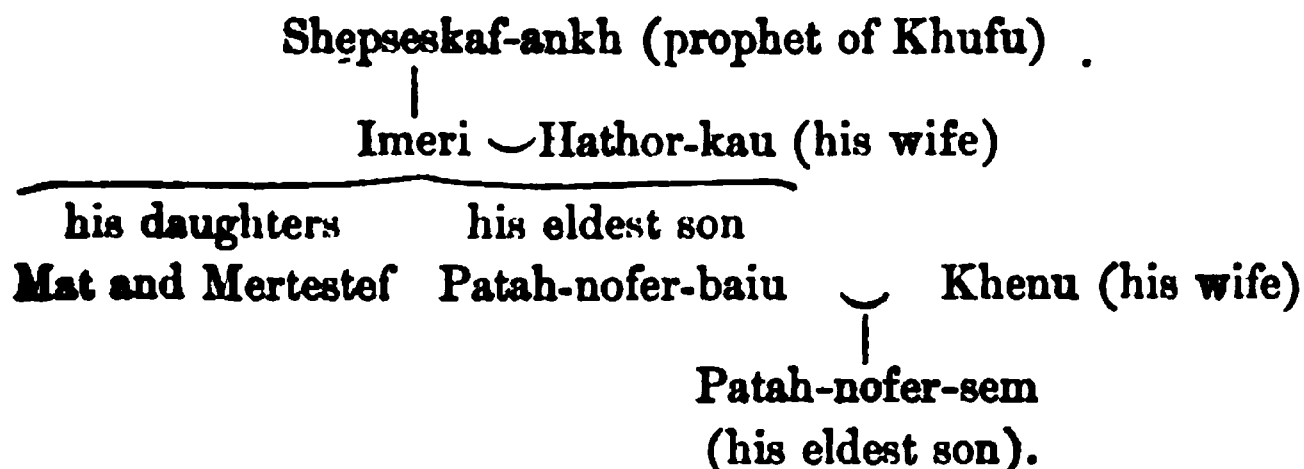 Shepseskaf-ankh (prophet of Khufu)
Imeri Hathor-kau (his wife)
his daughters his eldest son
Mat and Mertestef Patah-nofer-baiu Khenu (his wife)
Patah-nofer-sem
(his eldest son).